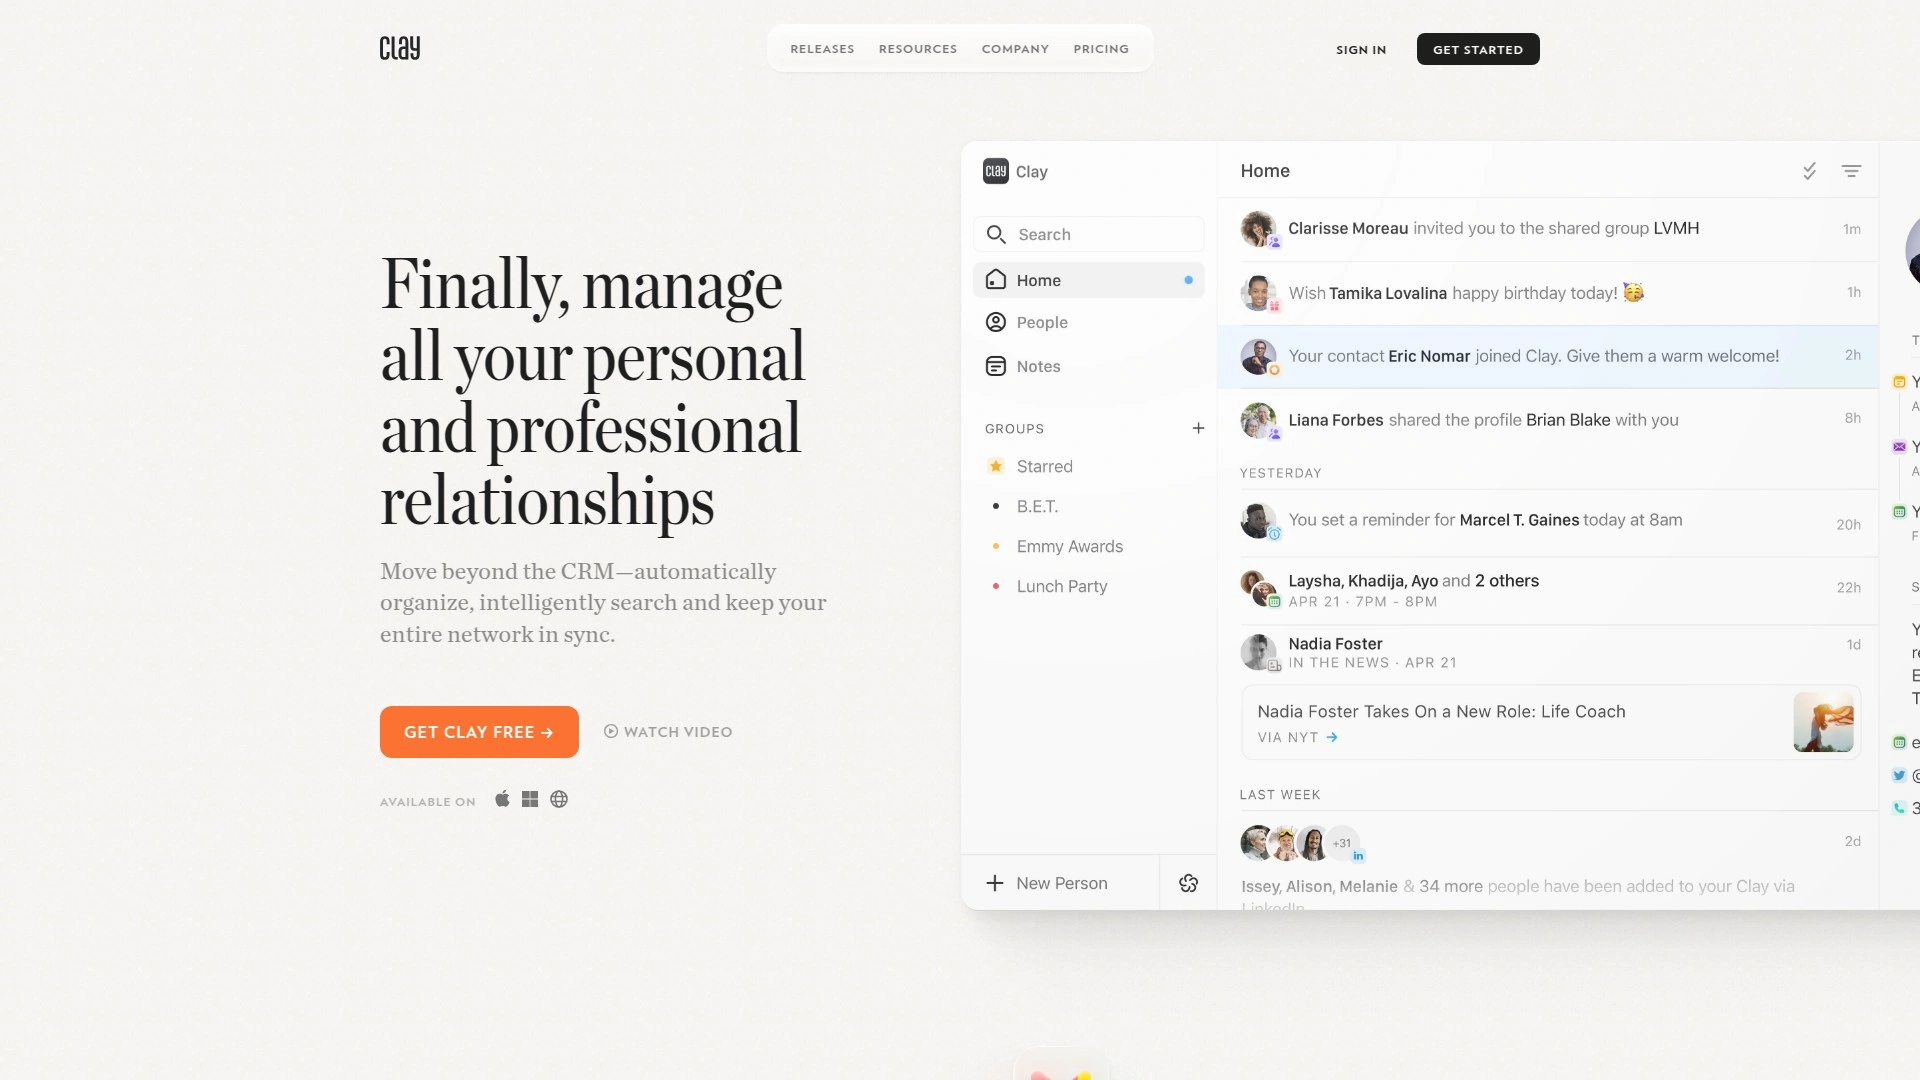 CLAY
RELEASES RESOURCES COMPANY PRICING
SIGN IN
GET STARTED
Finally, manage
all your personal
and professional
relationships
Move beyond the CRM—automatically
organize, intelligently search and keep your
entire network in sync.
GET CLAY FREE →
WATCH VIDEO
AVAILABLE ON
CLAY Clay
Search
Home
People
Notes
GROUPS +
Starred
B.E.T.
Emmy Awards
Lunch Party
New Person
Home
Clarisse Moreau invited you to the shared group LVMH 1m
Wish Tamika Lovalina happy birthday today! 🥳 1h
Your contact Eric Nomar joined Clay. Give them a warm welcome! 2h
Liana Forbes shared the profile Brian Blake with you 8h
YESTERDAY
You set a reminder for Marcel T. Gaines today at 8am 20h
Laysha, Khadija, Ayo and 2 others 22h
APR 21 · 7PM - 8PM
Nadia Foster 1d
IN THE NEWS · APR 21
Nadia Foster Takes On a New Role: Life Coach
VIA NYT →
LAST WEEK
+31 in 2d
Issey, Alison, Melanie & 34 more people have been added to your Clay via
LinkedIn